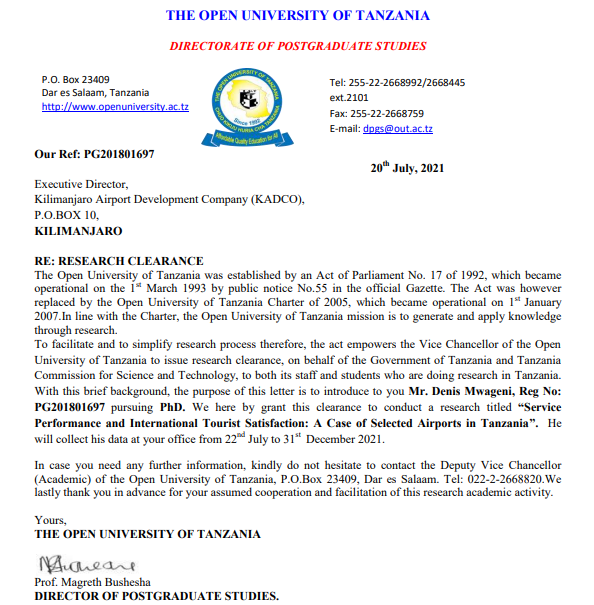 THE OPEN UNIVERSITY OF TANZANIA
DIRECTORATE OF POSTGRADUATE STUDIES
P.O. Box 23409
Dar es Salaam, Tanzania
http://www.openuniversity.ac.tz
THE OPEN UNIVERSITY OF TANZANIA
CHUO KIKUU HURIA CHA TANZANIA
Since 1992
Affordable Quality Education for All
Tel: 255-22-2668992/2668445
ext.2101
Fax: 255-22-2668759
E-mail: dpgs@out.ac.tz
Our Ref: PG201801697
20th July, 2021
Executive Director,
Kilimanjaro Airport Development Company (KADCO),
P.O.BOX 10,
KILIMANJARO
RE: RESEARCH CLEARANCE
The Open University of Tanzania was established by an Act of Parliament No. 17 of 1992, which became
operational on the 1st March 1993 by public notice No.55 in the official Gazette. The Act was however
replaced by the Open University of Tanzania Charter of 2005, which became operational on 1st January
2007.In line with the Charter, the Open University of Tanzania mission is to generate and apply knowledge
through research.
To facilitate and to simplify research process therefore, the act empowers the Vice Chancellor of the Open
University of Tanzania to issue research clearance, on behalf of the Government of Tanzania and Tanzania
Commission for Science and Technology, to both its staff and students who are doing research in Tanzania.
With this brief background, the purpose of this letter is to introduce to you Mr. Denis Mwageni, Reg No:
PG201801697 pursuing PhD. We here by grant this clearance to conduct a research titled “Service
Performance and International Tourist Satisfaction: A Case of Selected Airports in Tanzania”. He
will collect his data at your office from 22nd July to 31st December 2021.
In case you need any further information, kindly do not hesitate to contact the Deputy Vice Chancellor
(Academic) of the Open University of Tanzania, P.O.Box 23409, Dar es Salaam. Tel: 022-2-2668820.We
lastly thank you in advance for your assumed cooperation and facilitation of this research academic activity.
Yours,
THE OPEN UNIVERSITY OF TANZANIA
Prof. Magreth Bushesha
DIRECTOR OF POSTGRADUATE STUDIES.